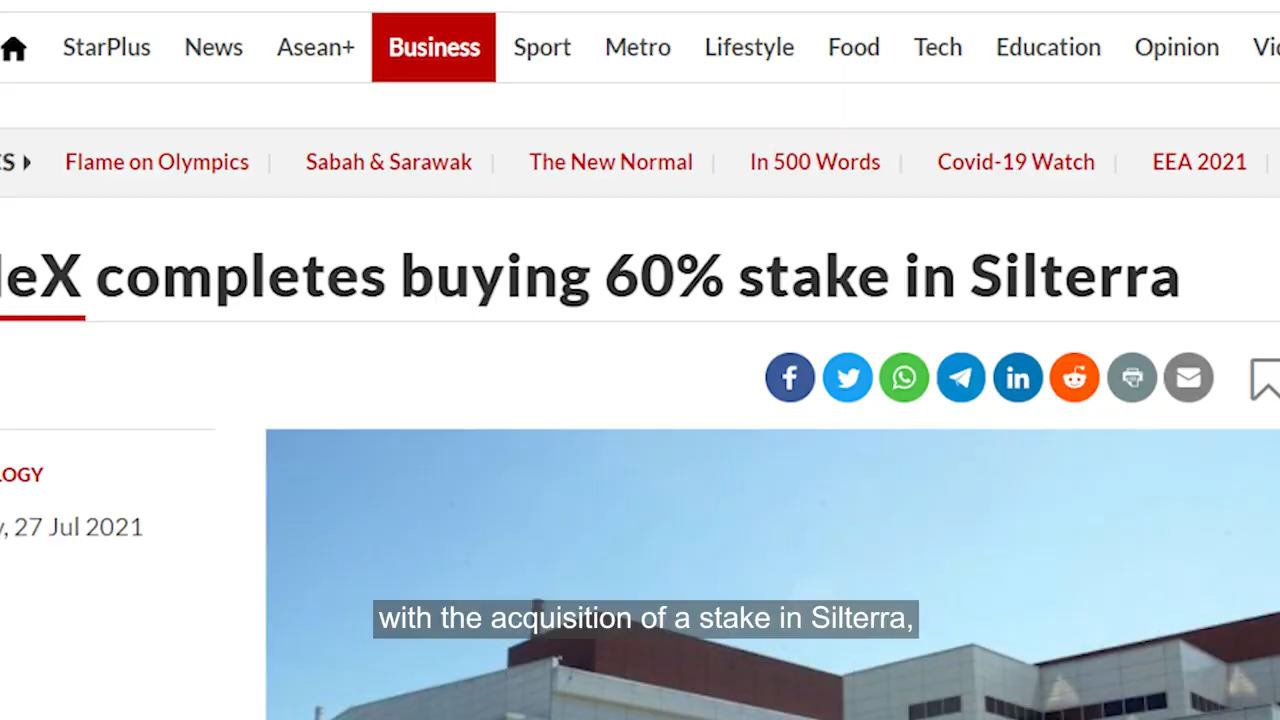 StarPlus News Asean+ Business Sport Metro Lifestyle Food Tech Education Opinion
Flame on Olympics Sabah & Sarawak The New Normal In 500 Words Covid-19 Watch EEA 2021
completes buying 60% stake in Silterra
27 Jul 2021
with the acquisition of a stake in Silterra,